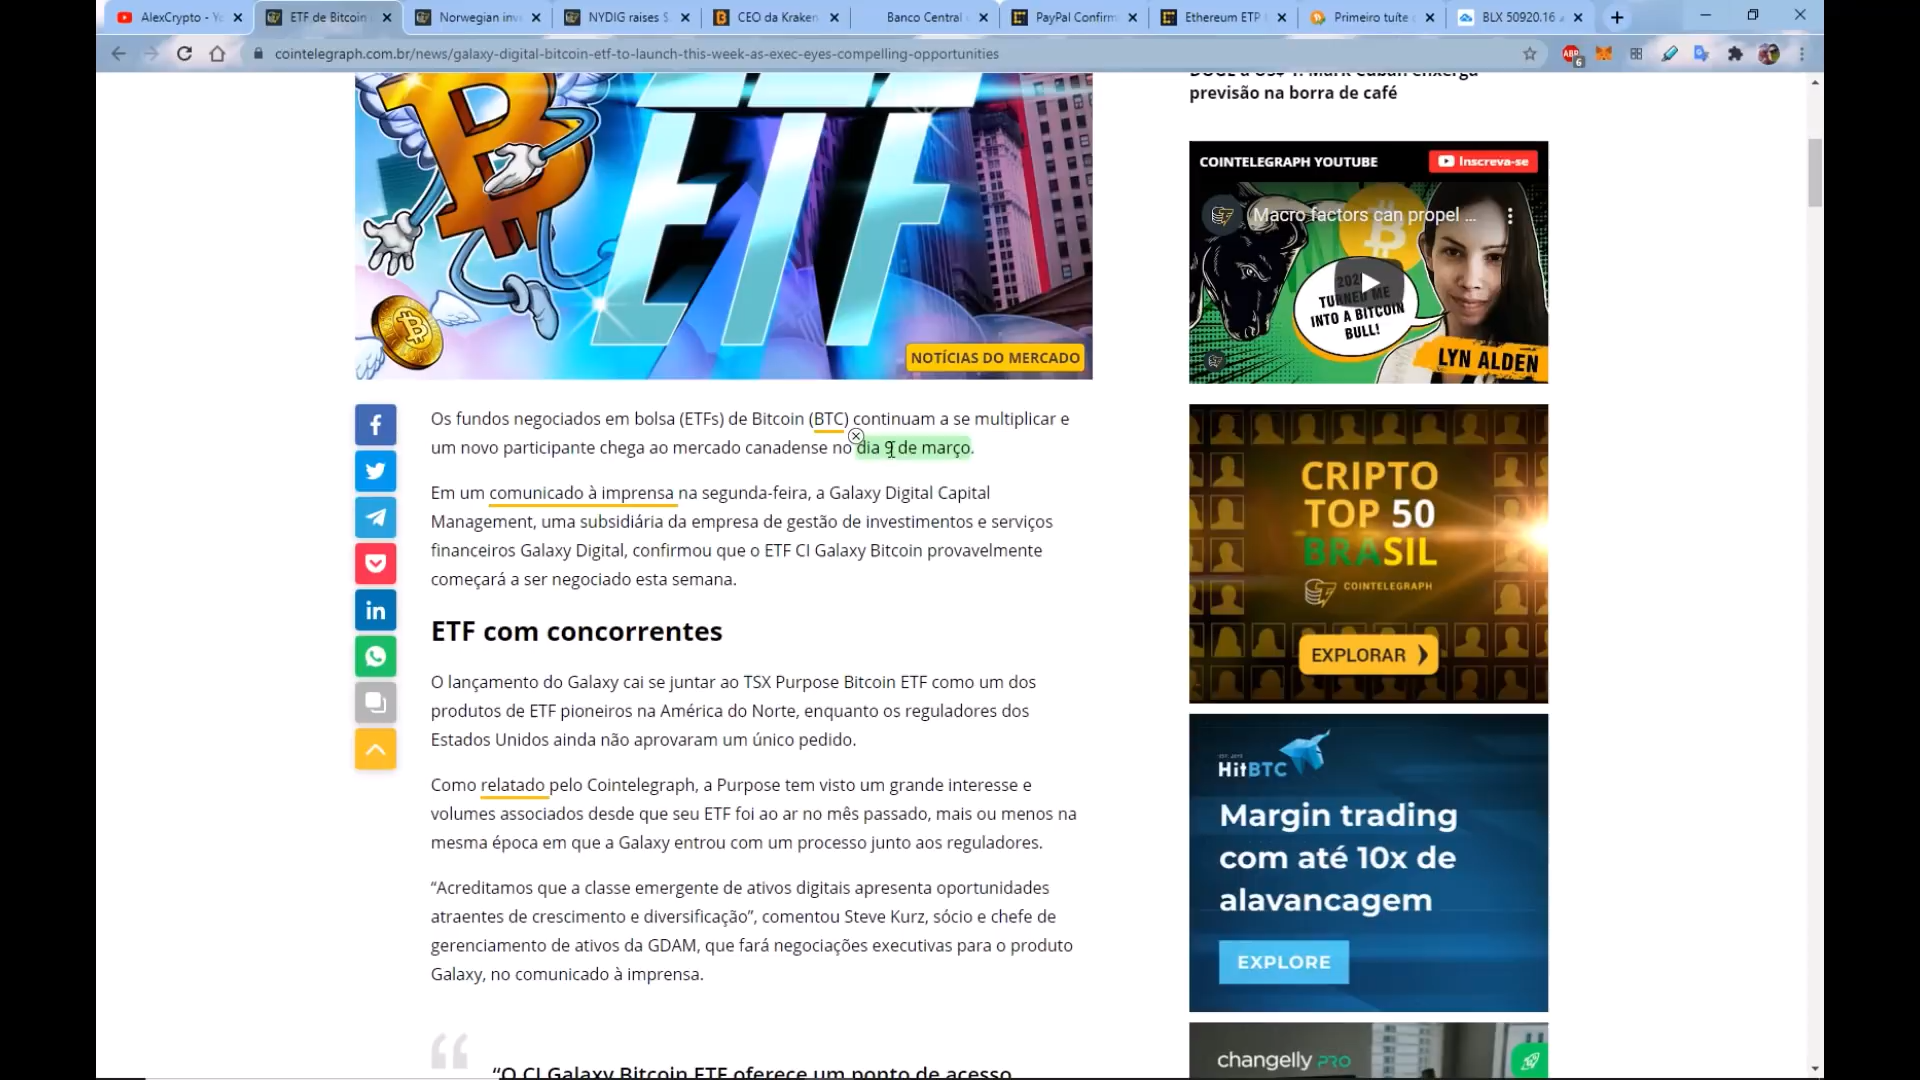 AlexCrypto - Yo
ETF de Bitcoin
Norwegian inv
NYDIG raises $
CEO da Kraken
Banco Central
PayPal Confirm
Ethereum ETP
Primeiro tuíte
BLX 50920.16
cointelegraph.com.br/news/galaxy-digital-bitcoin-etf-to-launch-this-week-as-exec-eyes-compelling-opportunities
ABP
6
ETF
NOTÍCIAS DO MERCADO
Os fundos negociados em bolsa (ETFs) de Bitcoin (BTC) continuam a se multiplicar e
um novo participante chega ao mercado canadense no dia 9 de março.
Em um comunicado à imprensa na segunda-feira, a Galaxy Digital Capital
Management, uma subsidiária da empresa de gestão de investimentos e serviços
financeiros Galaxy Digital, confirmou que o ETF CI Galaxy Bitcoin provavelmente
começará a ser negociado esta semana.
ETF com concorrentes
O lançamento do Galaxy cai se juntar ao TSX Purpose Bitcoin ETF como um dos
produtos de ETF pioneiros na América do Norte, enquanto os reguladores dos
Estados Unidos ainda não aprovaram um único pedido.
Como relatado pelo Cointelegraph, a Purpose tem visto um grande interesse e
volumes associados desde que seu ETF foi ao ar no mês passado, mais ou menos na
mesma época em que a Galaxy entrou com um processo junto aos reguladores.
“Acreditamos que a classe emergente de ativos digitais apresenta oportunidades
atraentes de crescimento e diversificação”, comentou Steve Kurz, sócio e chefe de
gerenciamento de ativos da GDAM, que fará negociações executivas para o produto
Galaxy, no comunicado à imprensa.
“O CI Galaxy Bitcoin ETF oferece um ponto de acesso
DOGE a US$ 1: Mark Cuban enxerga
previsão na borra de café
COINTELEGRAPH YOUTUBE
Inscreva-se
Macro factors can propel ...
TURNED ME
INTO A BITCOIN
BULL!
LYN ALDEN
CRIPTO
TOP 50
BRASIL
COINTELEGRAPH
EXPLORAR
HitBTC
Margin trading
com até 10x de
alavancagem
EXPLORE
changelly PRO